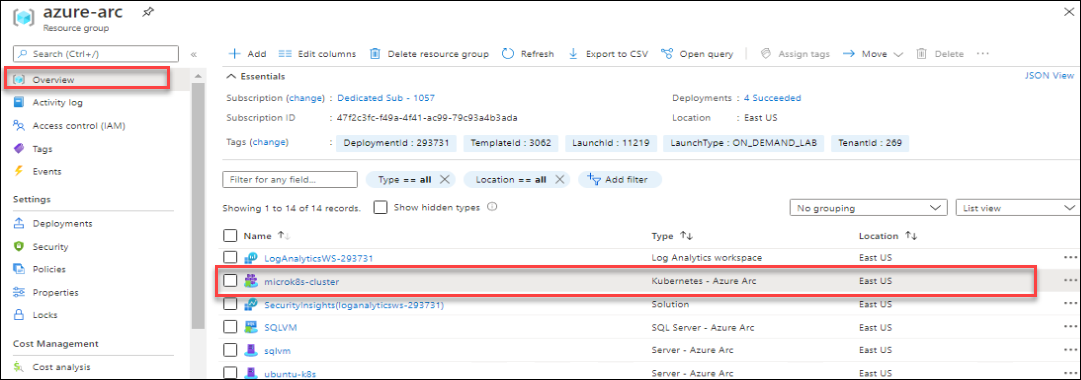 azure-arc
Resource group
Search (Ctrl+/)
«
Overview
Activity log
Access control (IAM)
Tags
Events
Settings
Deployments
Security
Policies
Properties
Locks
Cost Management
Cost analysis
Add Edit columns Delete resource group Refresh Export to CSV Open query Assign tags Move Delete ...
Essentials JSON View
Subscription (change) : Dedicated Sub - 1057 Deployments : 4 Succeeded
Subscription ID : 47f2c3fc-f49a-4f41-ac99-79c93a4b3ada Location : East US
Tags (change) : DeploymentId : 293731 TemplateId : 3062 LaunchId : 11219 LaunchType : ON_DEMAND_LAB TenantId : 269
Filter for any field... Type == all Location == all Add filter
Showing 1 to 14 of 14 records. Show hidden types No grouping List view
Name Type Location
LogAnalyticsWS-293731 Log Analytics workspace East US ...
microk8s-cluster Kubernetes - Azure Arc East US ...
SecurityInsights(loganalyticsws-293731) Solution East US ...
SQLVM SQL Server - Azure Arc East US ...
sqlvm Server - Azure Arc East US ...
ubuntu-k8s Server - Azure Arc East US ...